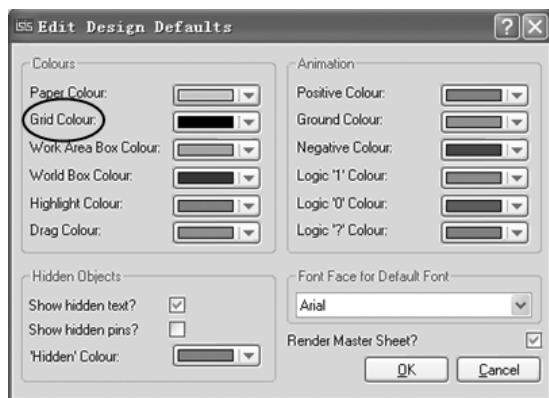 isis Edit Design Defaults
Colours
Paper Colour:
Grid Colour:
Work Area Box Colour:
World Box Colour:
Highlight Colour:
Drag Colour:
Animation
Positive Colour:
Ground Colour:
Negative Colour:
Logic '1' Colour:
Logic '0' Colour:
Logic '?' Colour:
Hidden Objects
Show hidden text?
Show hidden pins?
'Hidden' Colour:
Font Face for Default Font
Arial
Render Master Sheet?
OK
Cancel